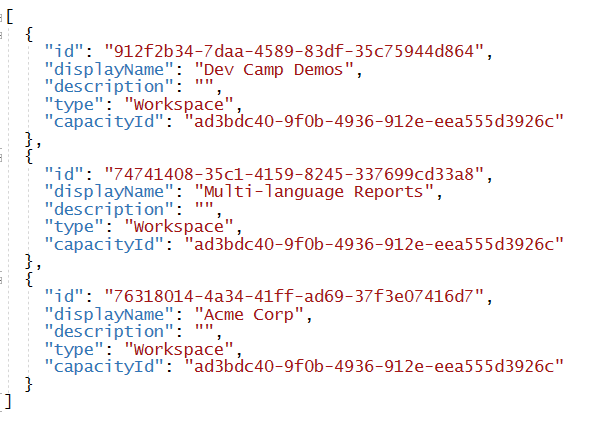 [
  {
    "id": "912f2b34-7daa-4589-83df-35c75944d864",
    "displayName": "Dev Camp Demos",
    "description": "",
    "type": "Workspace",
    "capacityId": "ad3bdc40-9f0b-4936-912e-eea555d3926c"
  },
  {
    "id": "74741408-35c1-4159-8245-337699cd33a8",
    "displayName": "Multi-language Reports",
    "description": "",
    "type": "Workspace",
    "capacityId": "ad3bdc40-9f0b-4936-912e-eea555d3926c"
  },
  {
    "id": "76318014-4a34-41ff-ad69-37f3e07416d7",
    "displayName": "Acme Corp",
    "description": "",
    "type": "Workspace",
    "capacityId": "ad3bdc40-9f0b-4936-912e-eea555d3926c"
  }
]